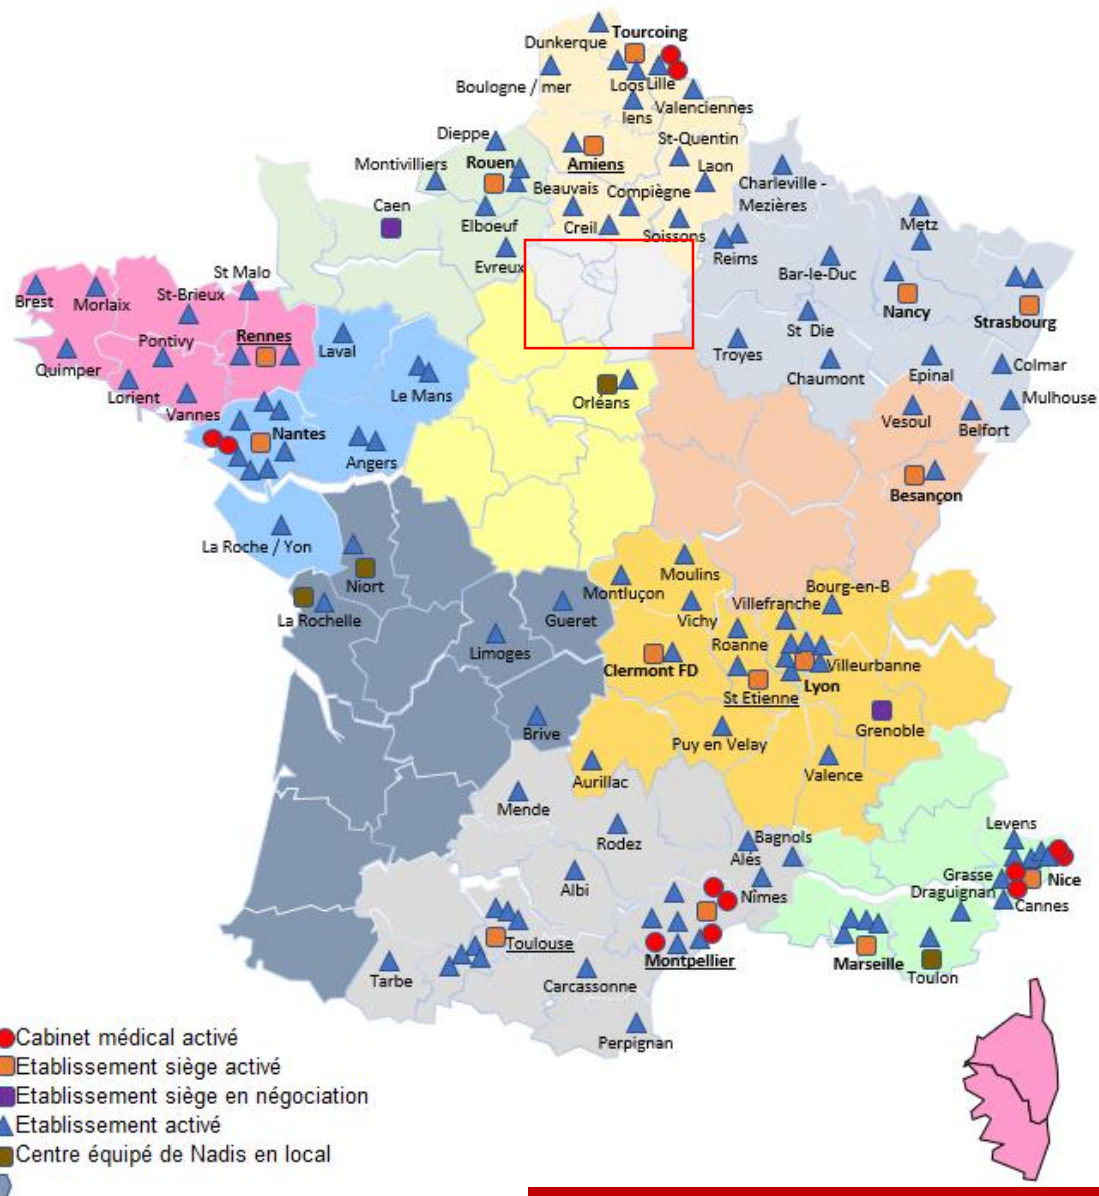 Tourcoing
Dunkerque
Loos
Lille
Boulogne / mer
lens
Valenciennes
Dieppe
St-Quentin
Montivilliers
Rouen
Amiens
Laon
Charleville -
Mezières
Beauvais
Compiègne
Caen
Elboeuf
Creil
Soissons
Reims
Metz
Evreux
Bar-le-Duc
St Malo
Brest
Morlaix
St-Brieux
Nancy
Strasbourg
Pontivy
Rennes
Laval
St Die
Troyes
Quimper
Lorient
Vannes
Le Mans
Orléans
Chaumont
Epinal
Colmar
Mulhouse
Vesoul
Belfort
Nantes
Angers
Besançon
La Roche / Yon
Niort
La Rochelle
Moulins
Montluçon
Bourg-en-B
Vichy
Villefranche
Gueret
Limoges
Roanne
Clermont FD
Villeurbanne
Lyon
St Etienne
Brive
Puy en Velay
Grenoble
Aurillac
Valence
Mende
Rodez
Alés
Bagnols
Levens
Albi
Nîmes
Grasse
Nice
Draguignan
Cannes
Toulouse
Montpellier
Marseille
Toulon
Tarbe
Carcassonne
Perpignan
Cabinet médical activé
Etablissement siège activé
Etablissement siège en négociation
Etablissement activé
Centre équipé de Nadis en local